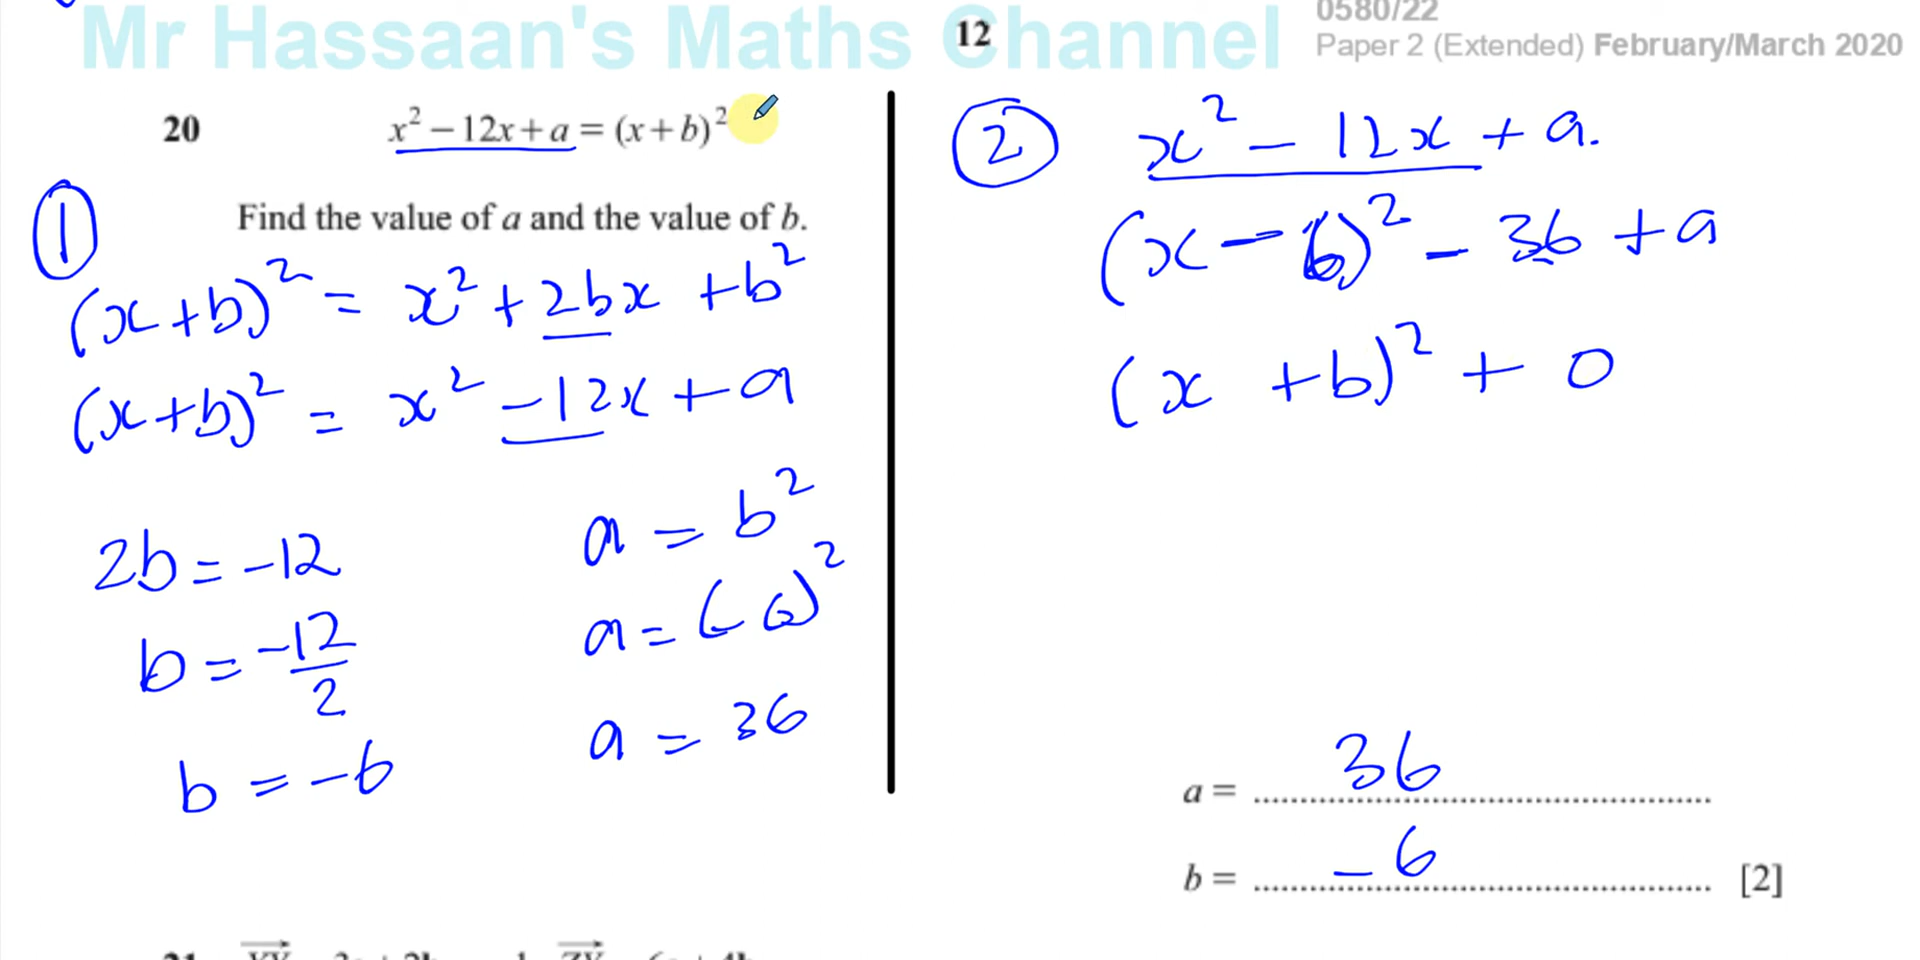 Mr Hassaan's Maths Channel
12
0580/22
Paper 2 (Extended) February/March 2020
20
x² − 12x + a = (x + b)²
Find the value of a and the value of b.
①
(x+b)² = x² + 2bx + b²
(x+b)² = x² − 12x + a
2b = −12
b = −12/2
b = −6
a = b²
a = (−6)²
a = 36
②
x² − 12x + a.
(x − 6)² − 36 + a
(x + b)² + 0
a = 36
b = −6 [2]